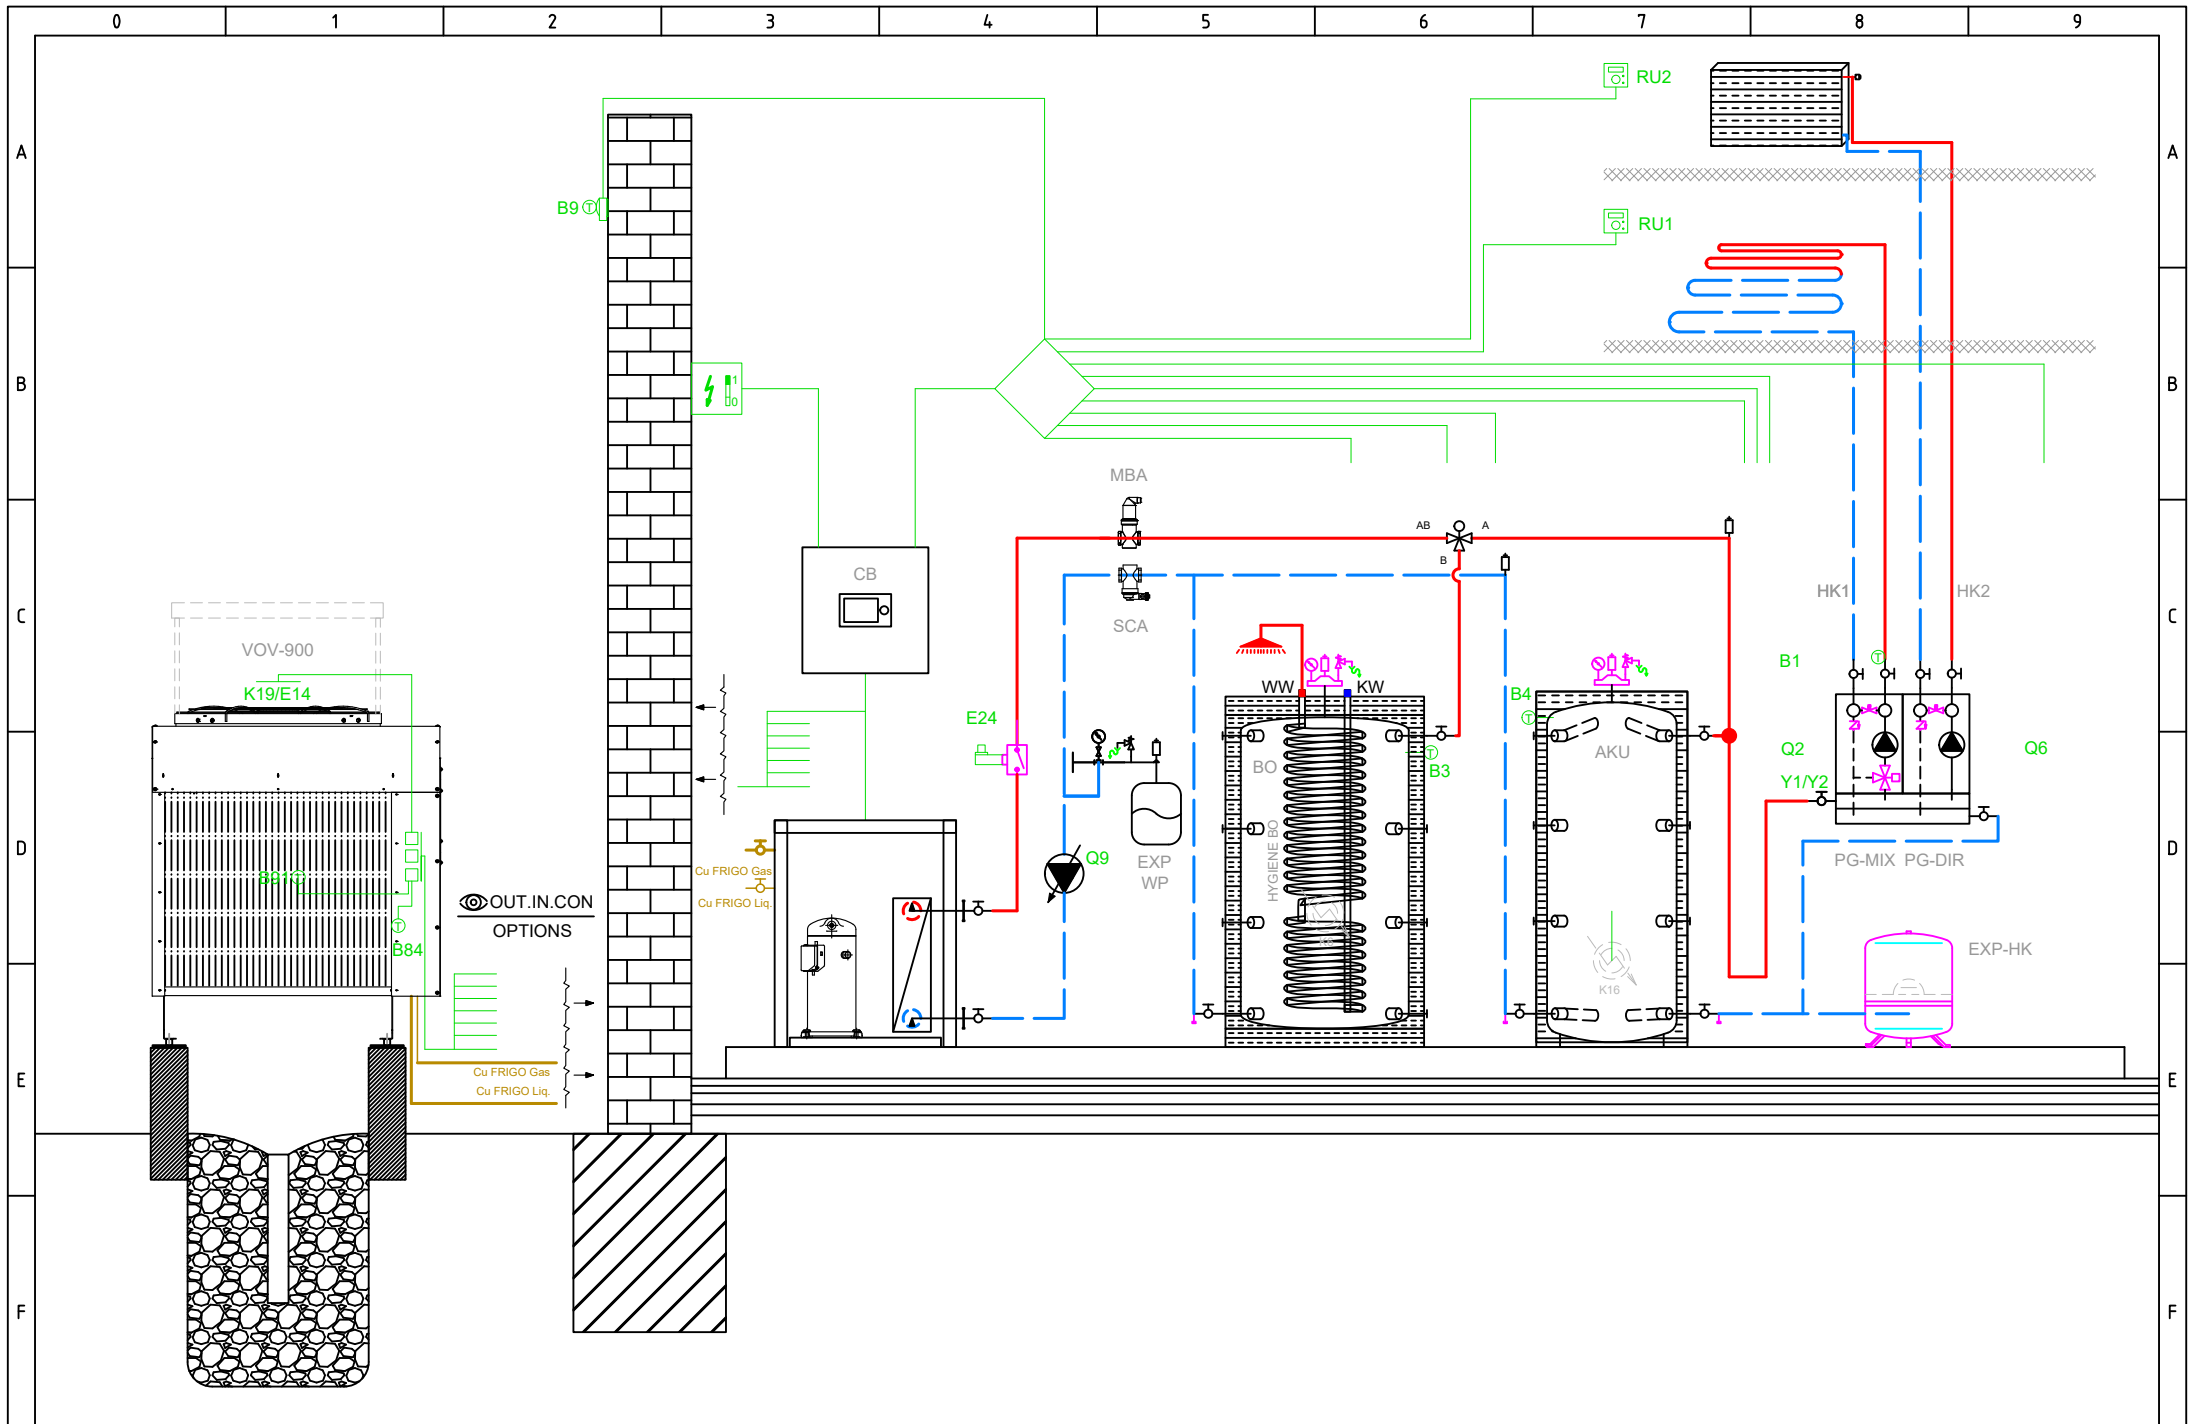 0 1 2 3 4 5 6 7 8 9
RU2
A A
B9
RU1
1
0
B B
MBA
AB A
B
CB
SCA
HK1 HK2
C C
VOV-900
K19/E14
B1
WW KW
B4
E24
BO
B3
AKU
Q2 Q6
Y1/Y2
HYGIENE BO
D D
Q9
EXP
WP
PG-MIX PG-DIR
Cu FRIGO Gas
Cu FRIGO Liq.
B91
OUT.IN.CON
OPTIONS
B84
EXP-HK
K16
Cu FRIGO Gas
Cu FRIGO Liq.
E E
F F